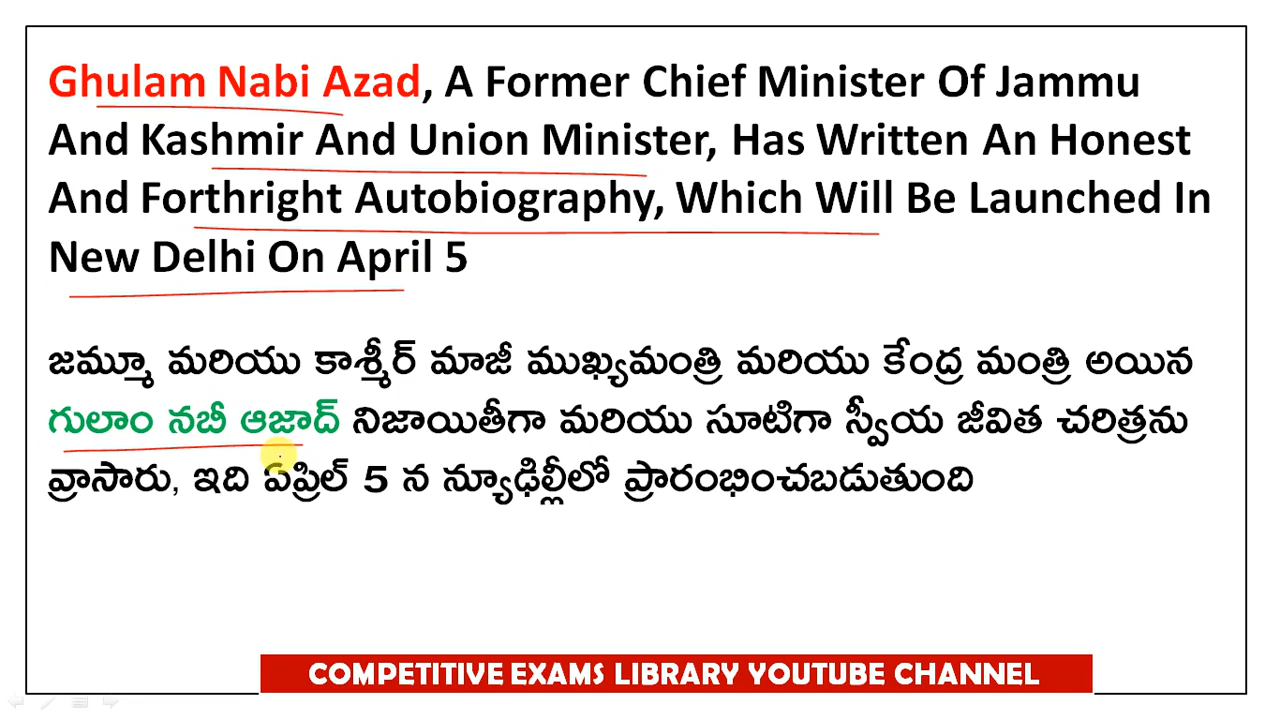 Ghulam Nabi Azad, A Former Chief Minister Of Jammu
And Kashmir And Union Minister, Has Written An Honest
And Forthright Autobiography, Which Will Be Launched In
New Delhi On April 5
జమ్మూ మరియు కాశ్మీర్ మాజీ ముఖ్యమంత్రి మరియు కేంద్ర మంత్రి అయిన
గులాం నబీ ఆజాద్ నిజాయితీగా మరియు సూటిగా స్వీయ జీవిత చరిత్రను
వ్రాసారు, ఇది ఏప్రిల్ 5 న న్యూఢిల్లీలో ప్రారంభించబడుతుంది
COMPETITIVE EXAMS LIBRARY YOUTUBE CHANNEL